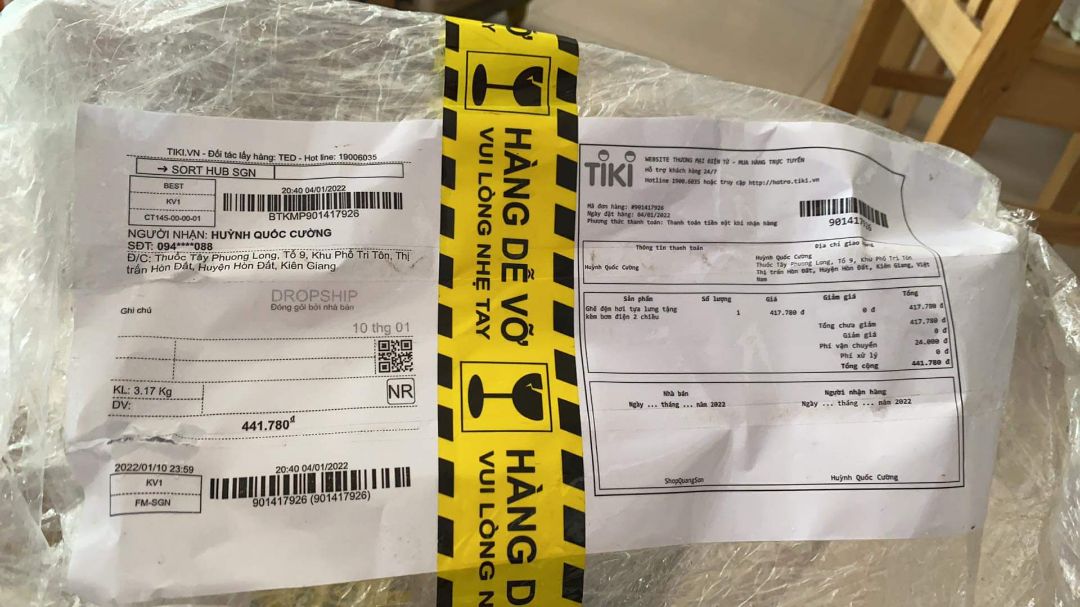 TIKI.VN - Đối tác lấy hàng: TED - Hot line: 19006035
→ SORT HUB SGN
BEST
KV1
CT145-00-00-01
20:40 04/01/2022
BTKMP901417926
NGƯỜI NHẬN: HUỲNH QUỐC CƯỜNG
SĐT: 094****088
Đ/C: Thuốc Tây Phuong Long, Tổ 9, Khu Phố Tri Tôn, Thị
trấn Hòn Đất, Huyện Hòn Đất, Kiên Giang
DROPSHIP
Đóng gói bởi nhà bán
Ghi chú
10 thg 01
KL: 3.17 Kg
NR
DV:
441.780đ
2022/01/10 23:59
KV1
FM-SGN
20:40 04/01/2022
901417926 (901417926)
HÀNG DỄ VỠ
VUI LÒNG NHẸ TAY
HÀNG D
VUI LÒNG
TIKI
WEBSITE THƯƠNG MẠI ĐIỆN TỬ - MUA HÀNG TRỰC TUYẾN
Hỗ trợ khách hàng 24/7
Hotline 1900.6035 hoặc truy cập http://hotro.tiki.vn
Mã đơn hàng: #901417926
Ngày đặt hàng: 04/01/2022
Phương thức thanh toán: Thanh toán tiền mặt khi nhận hàng
901417926
Thông tin thanh toán
Địa chỉ giao hàng
Huỳnh Quốc Cường
Huỳnh Quốc Cường
Thuốc Tây Phuong Long, Tổ 9, Khu Phố Tri Tôn,
Thị trấn Hòn Đất, Huyện Hòn Đất, Kiên Giang, Việt
Nam
Sản phẩm Số lượng Giá Giảm giá Tổng
Ghế đệm hơi tựa lưng tặng
kèm bơm điện 2 chiều
1 417.780 đ 0 đ 417.780 đ
Tổng chưa giảm 417.780 đ
Giảm giá 0 đ
Phí vận chuyển 24.000 đ
Phí xử lý 0 đ
Tổng cộng 441.780 đ
Nhà bán
Ngày ... tháng ... năm 2022
Người nhận hàng
Ngày ... tháng ... năm 2022
ShopQuangSon
Huỳnh Quốc Cường